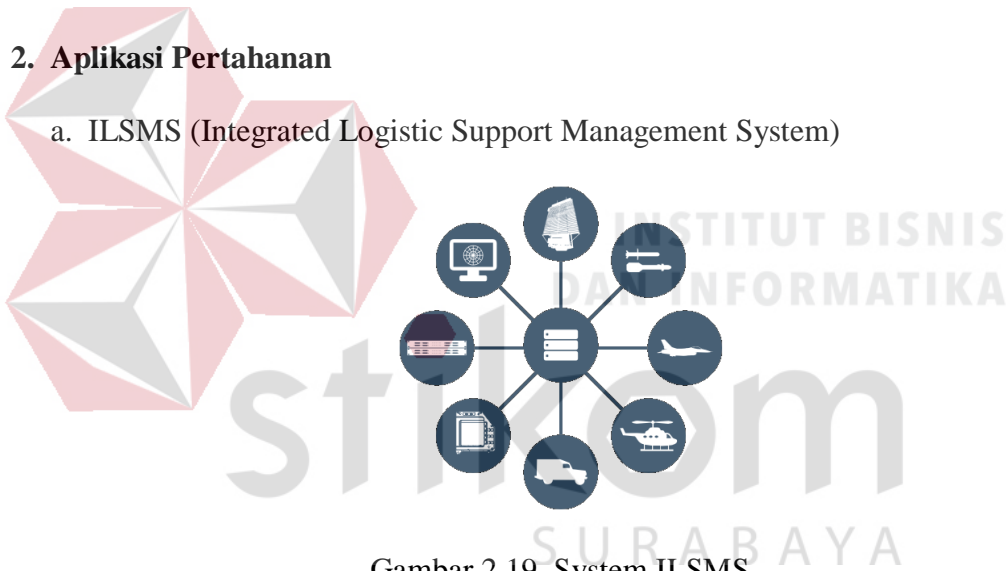 2. Aplikasi Pertahanan
a. ILSMS (Integrated Logistic Support Management System)
INSTITUT BISNIS
DAN INFORMATIKA
stikom
SURABAYA
Gambar 2.19 System ILSMS